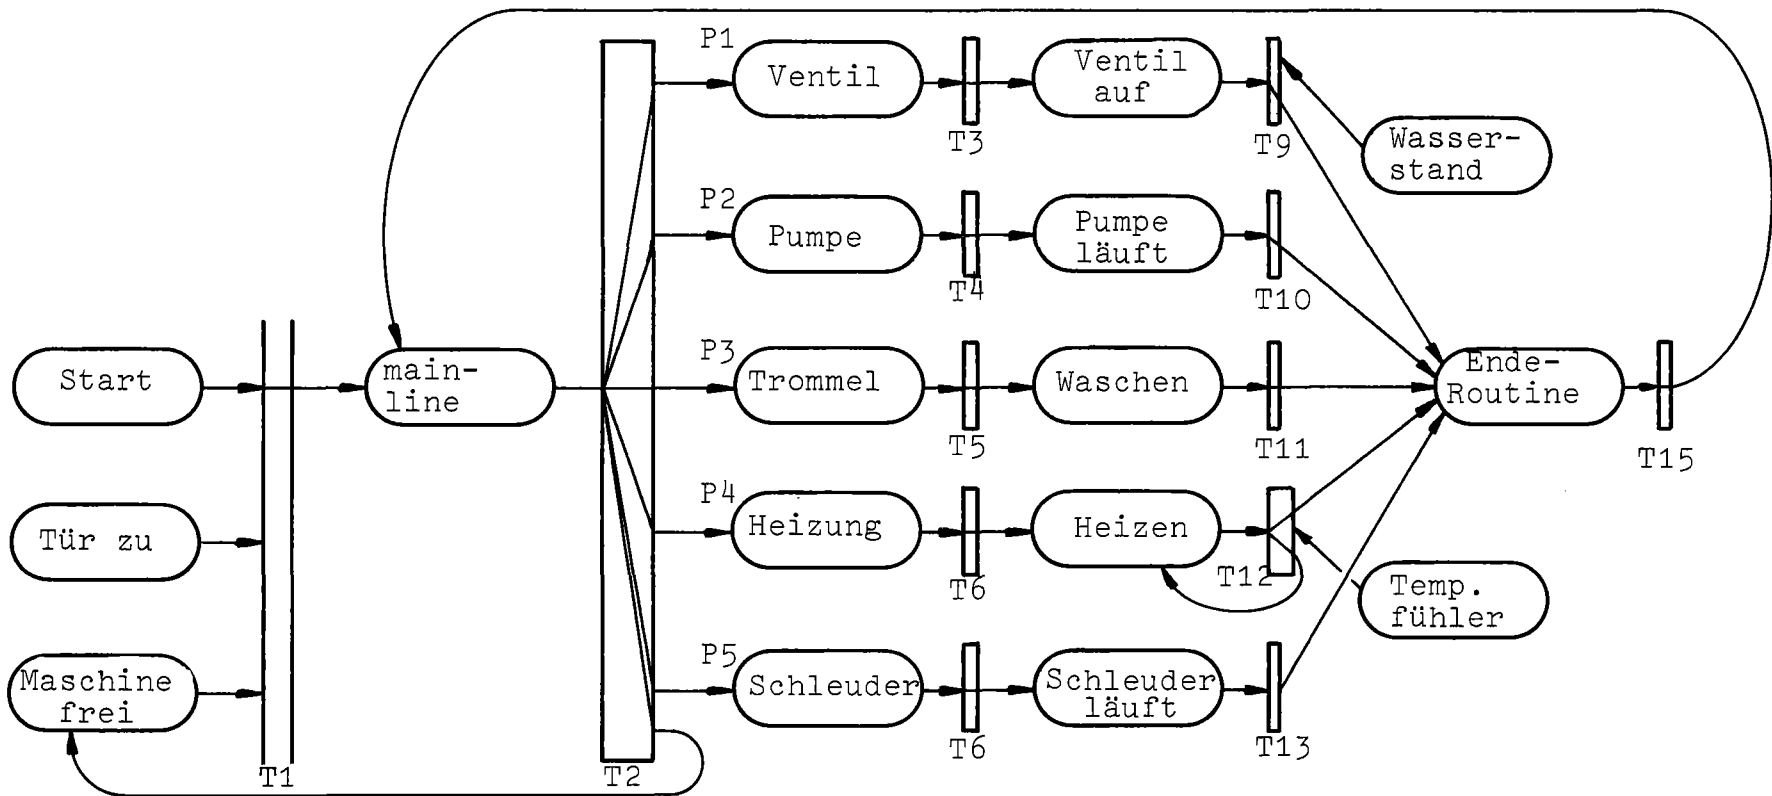 P1
Ventil
T3
Ventil
auf
T9
Wasser-
stand
P2
Pumpe
T4
Pumpe
läuft
T10
Start
main-
line
P3
Trommel
T5
Waschen
T11
Ende-
Routine
T15
Tür zu
P4
Heizung
T6
Heizen
T12
Temp.
fühler
Maschine
frei
P5
Schleuder
T6
Schleuder
läuft
T13
T1
T2